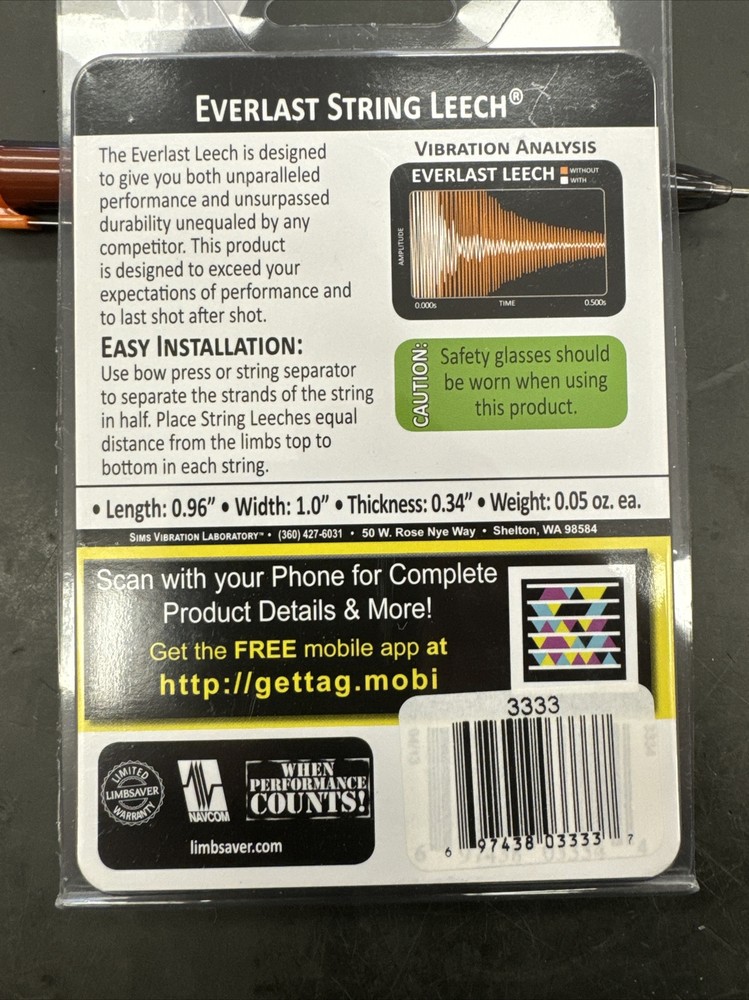 EVERLAST STRING LEECH®
The Everlast Leech is designed
to give you both unparalleled
performance and unsurpassed
durability unequaled by any
competitor. This product
is designed to exceed your
expectations of performance and
to last shot after shot.
EASY INSTALLATION:
Use bow press or string separator
to separate the strands of the string
in half. Place String Leeches equal
distance from the limbs top to
bottom in each string.
VIBRATION ANALYSIS
EVERLAST LEECH
WITHOUT
WITH
AMPLITUDE
0.000s
TIME
0.500s
CAUTION:
Safety glasses should
be worn when using
this product.
• Length: 0.96” • Width: 1.0” • Thickness: 0.34” • Weight: 0.05 oz. ea.
SIMS VIBRATION LABORATORY™ • (360) 427-6031 • 50 W. Rose Nye Way • Shelton, WA 98584
Scan with your Phone for Complete
Product Details & More!
Get the FREE mobile app at
http://gettag.mobi
LIMITED
LIMBSAVER
WARRANTY
NAVCOM
WHEN
PERFORMANCE
COUNTS!
limbsaver.com
3333
6 97438 03333 7